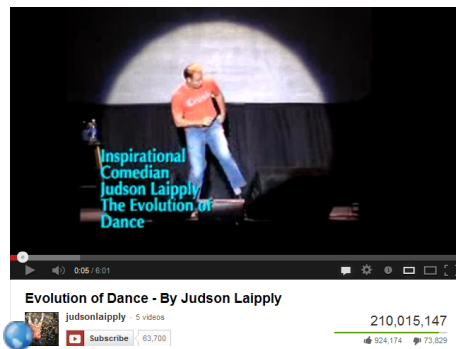 Crush
Inspirational
Comedian
Judson Laipply
The Evolution of
Dance
0:05 / 6:01
Evolution of Dance - By Judson Laipply
judsonlaipply · 5 videos
Subscribe 63,700
210,015,147
924,174 73,829